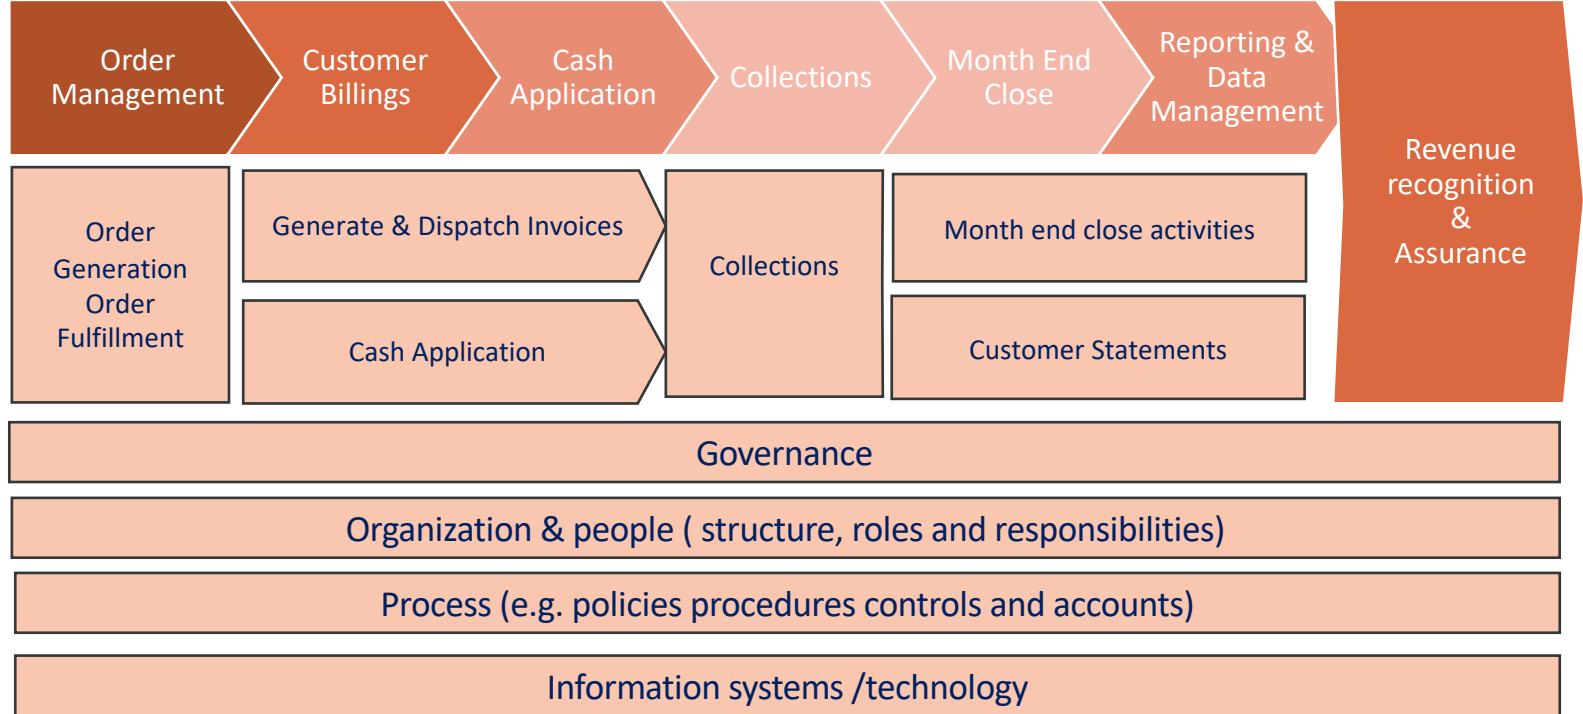 Order
Management
Customer
Billings
Cash
Application
Collections
Month End
Close
Reporting &
Data
Management
Revenue
recognition
&
Assurance
Order
Generation
Order
Fulfillment
Generate & Dispatch Invoices
Cash Application
Collections
Month end close activities
Customer Statements
Governance
Organization & people ( structure, roles and responsibilities)
Process (e.g. policies procedures controls and accounts)
Information systems /technology